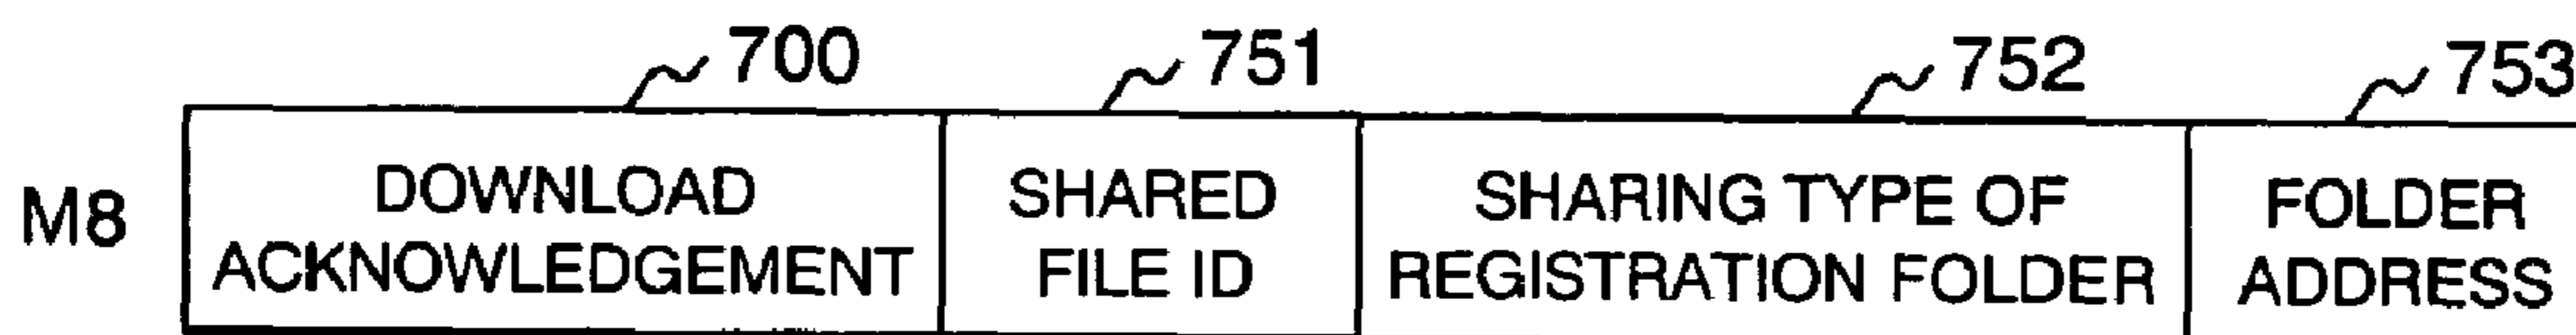 700 751 752 753
M8 DOWNLOAD ACKNOWLEDGEMENT
SHARED FILE ID
SHARING TYPE OF REGISTRATION FOLDER
FOLDER ADDRESS